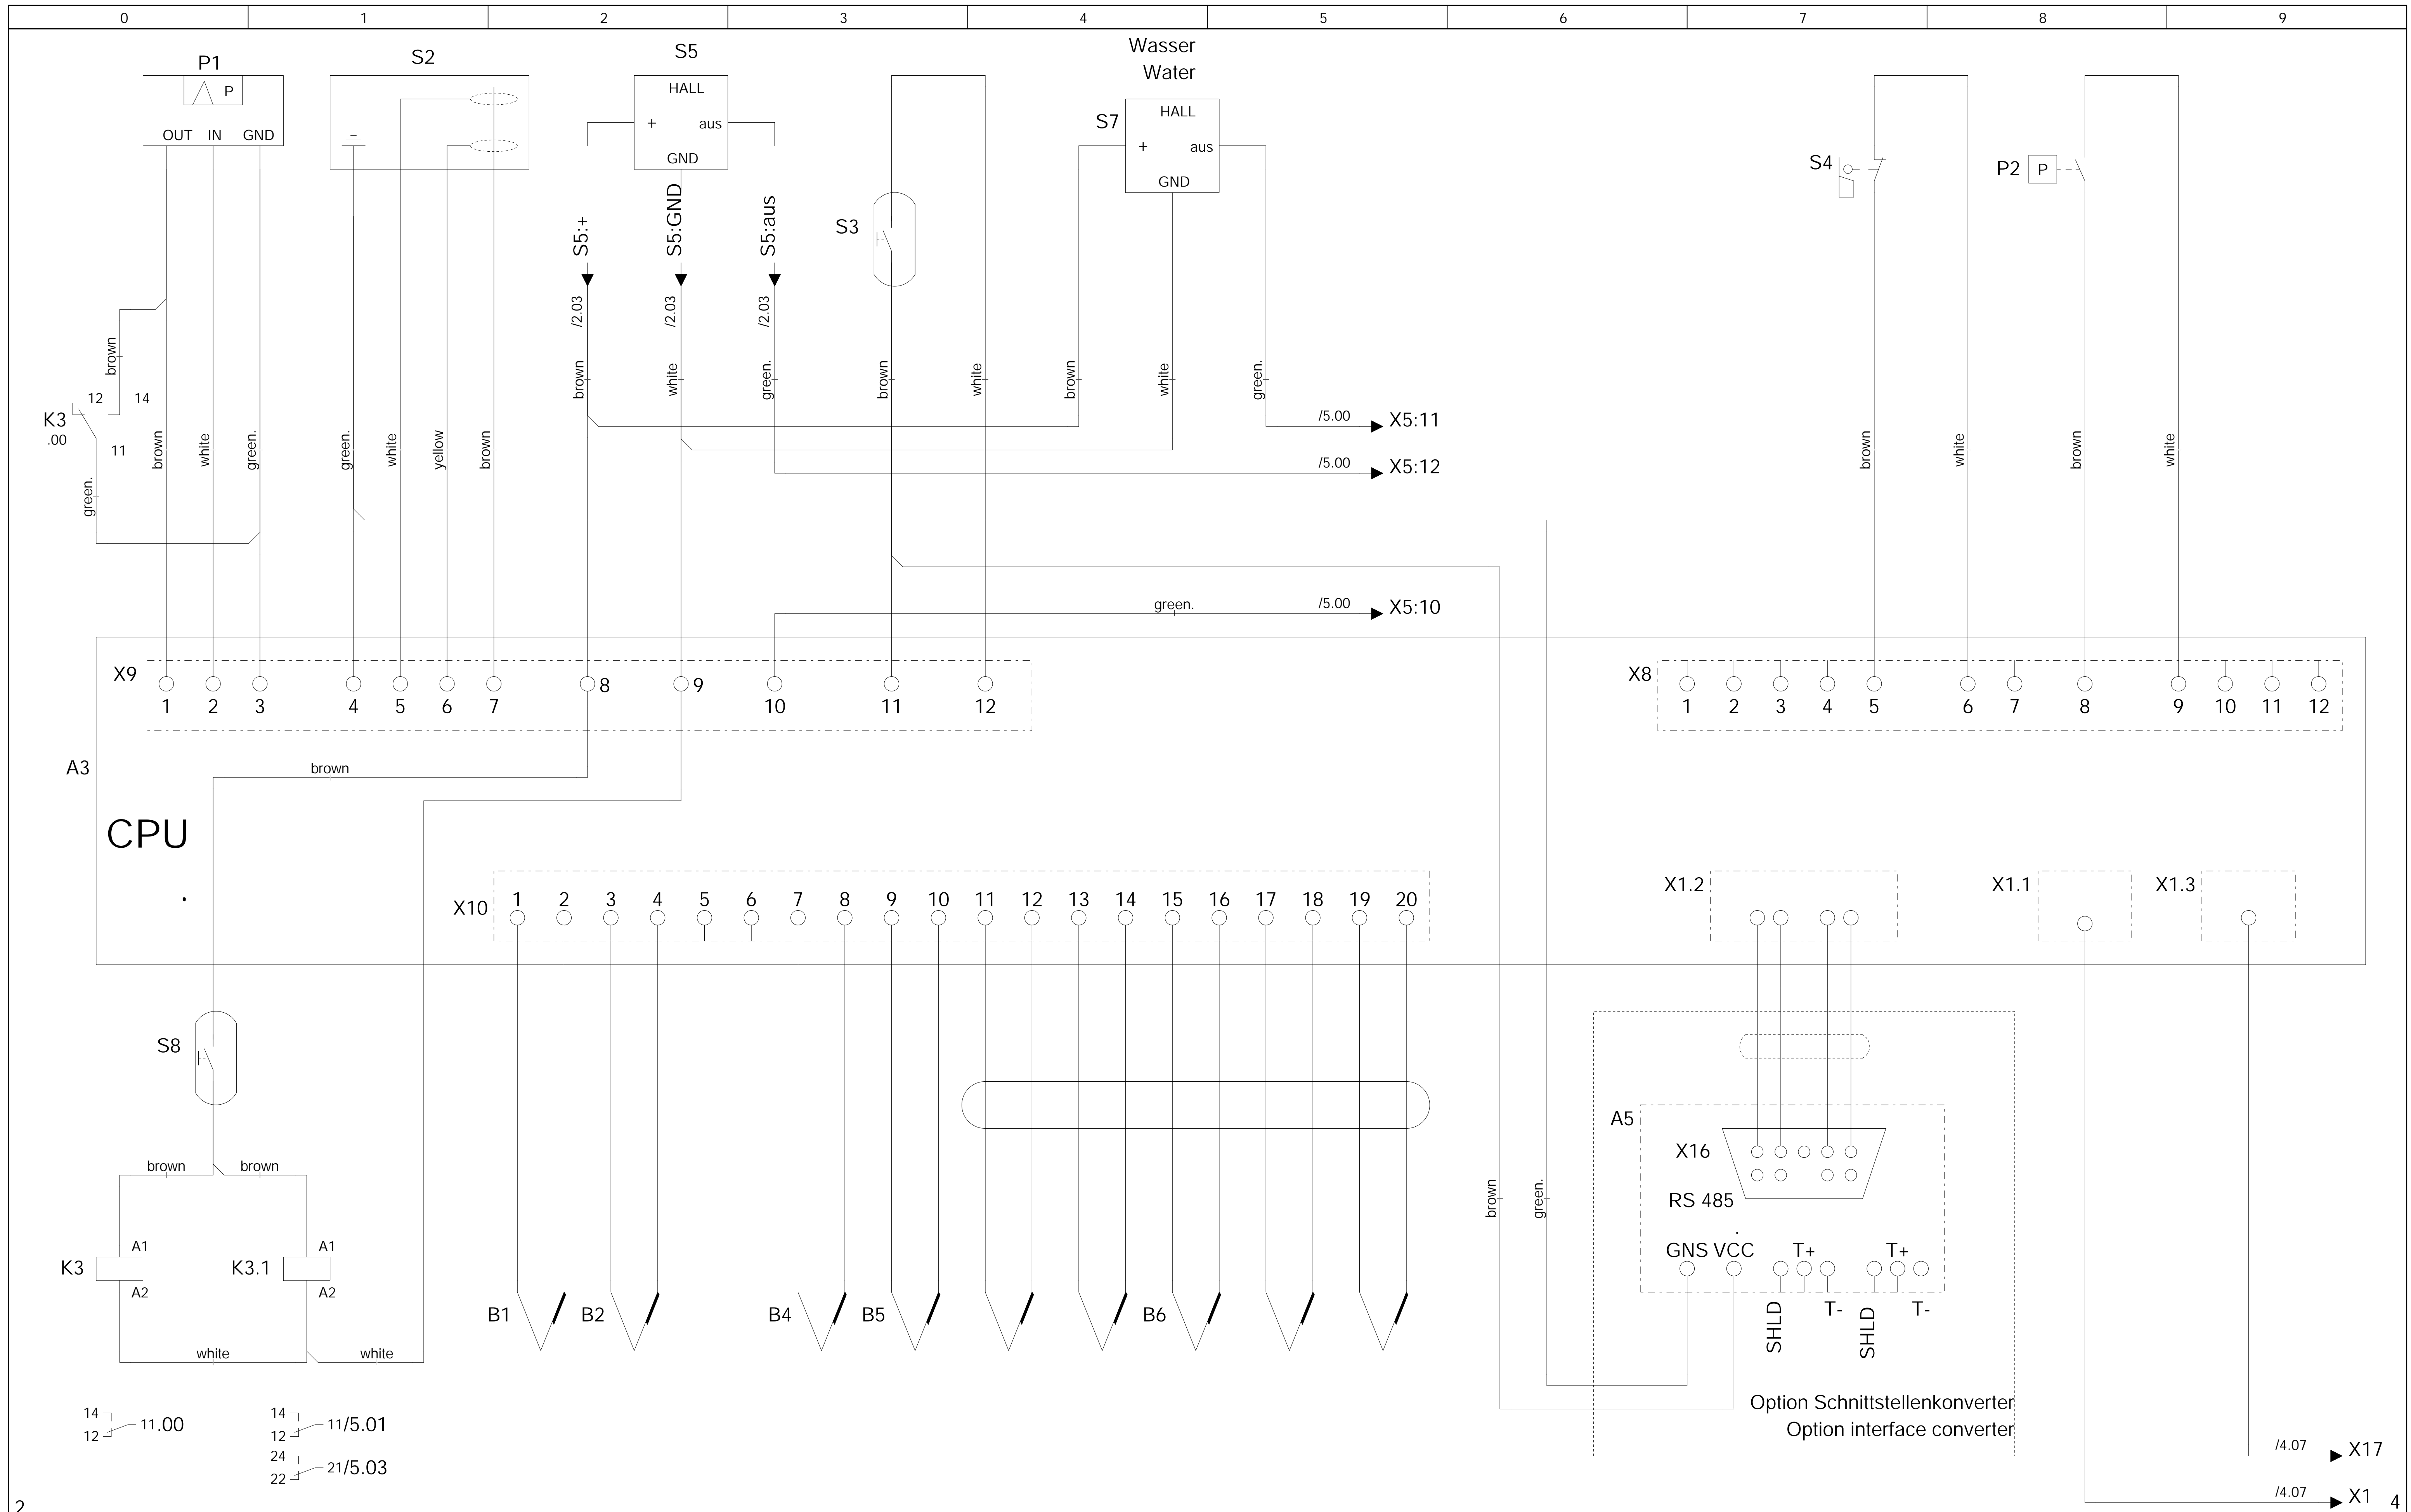 0 1 2 3 4 5 6 7 8 9
P1
P
OUT IN GND
S2
S5
HALL
+ aus
GND
Wasser
Water
S7
HALL
+ aus
GND
S3
S4
P2
P
S5:+
S5:GND
S5:aus
/2.03
/2.03
/2.03
brown
12 14
K3
.00
11
green.
brown
white
green.
green.
white
yellow
brown
brown
white
green.
brown
white
brown
white
green.
brown
white
brown
white
/5.00 X5:11
/5.00 X5:12
green. /5.00 X5:10
X9
1 2 3 4 5 6 7 8 9 10 11 12
X8
1 2 3 4 5 6 7 8 9 10 11 12
A3
brown
CPU
.
X10
1 2 3 4 5 6 7 8 9 10 11 12 13 14 15 16 17 18 19 20
X1.2
X1.1
X1.3
S8
brown brown
A1
K3
A2
A1
K3.1
A2
white white
B1 B2 B4 B5 B6
brown
green.
A5
X16
RS 485
.
GNS VCC T+ T+
SHLD
T-
SHLD
T-
Option Schnittstellenkonverter
Option interface converter
14
12
11.00
14
12
11/5.01
24
22
21/5.03
/4.07 X17
/4.07 X1
2
4